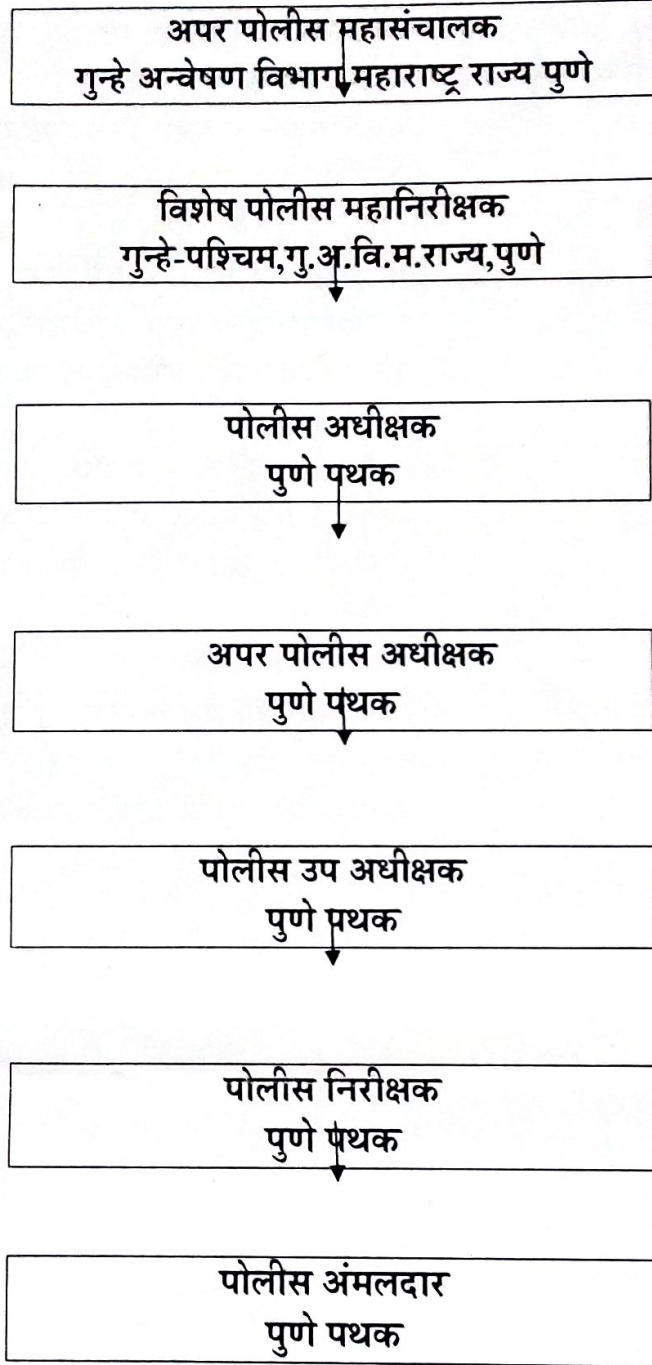 अपर पोलीस महासंचालक
गुन्हे अन्वेषण विभाग महाराष्ट्र राज्य पुणे
विशेष पोलीस महानिरीक्षक
गुन्हे-पश्चिम,गु.अ.वि.म.राज्य,पुणे
पोलीस अधीक्षक
पुणे पथक
अपर पोलीस अधीक्षक
पुणे पथक
पोलीस उप अधीक्षक
पुणे पथक
पोलीस निरीक्षक
पुणे पथक
पोलीस अंमलदार
पुणे पथक